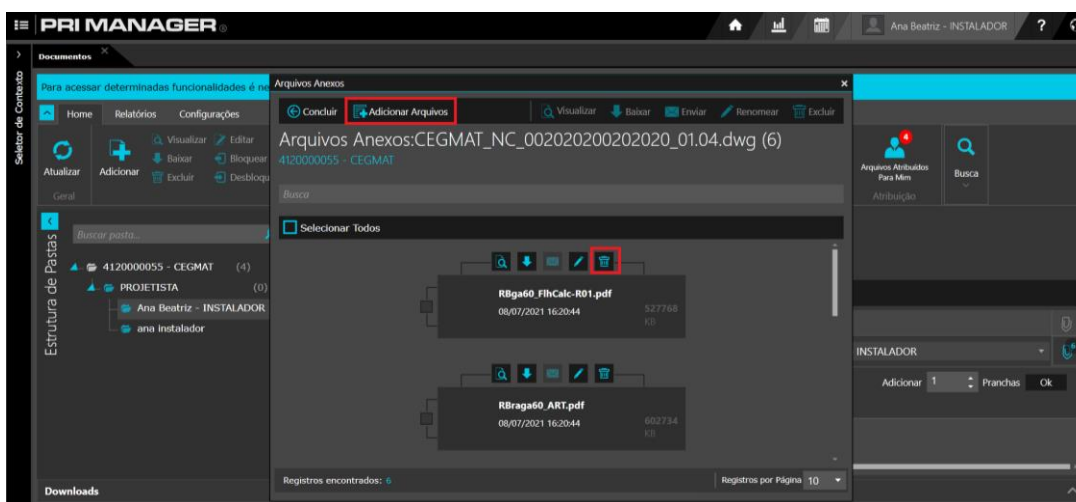 PRI MANAGER®
Ana Beatriz - INSTALADOR ?
Documentos
Seletor de Contexto
Para acessar determinadas funcionalidades é ne
Home Relatórios Configurações
Atualizar
Geral
Adicionar
Visualizar Editar
Baixar Bloquear
Excluir Desbloqu
Arquivos Atribuídos
Para Mim
4
Atribuição
Busca
Estrutura de Pastas
Buscar pasta...
4120000055 - CEGMAT (4)
PROJETISTA (0)
Ana Beatriz - INSTALADOR
ana instalador
Downloads
Arquivos Anexos
Concluir Adicionar Arquivos Visualizar Baixar Enviar Renomear Excluir
Arquivos Anexos:CEGMAT_NC_002020200202020_01.04.dwg (6)
4120000055 - CEGMAT
Busca
Selecionar Todos
RBga60_FlhCalc-R01.pdf
08/07/2021 16:20:44
527768
KB
RBraga60_ART.pdf
08/07/2021 16:20:44
602734
KB
Registros encontrados: 6
Registros por Página 10
INSTALADOR
6
Adicionar 1 Pranchas Ok